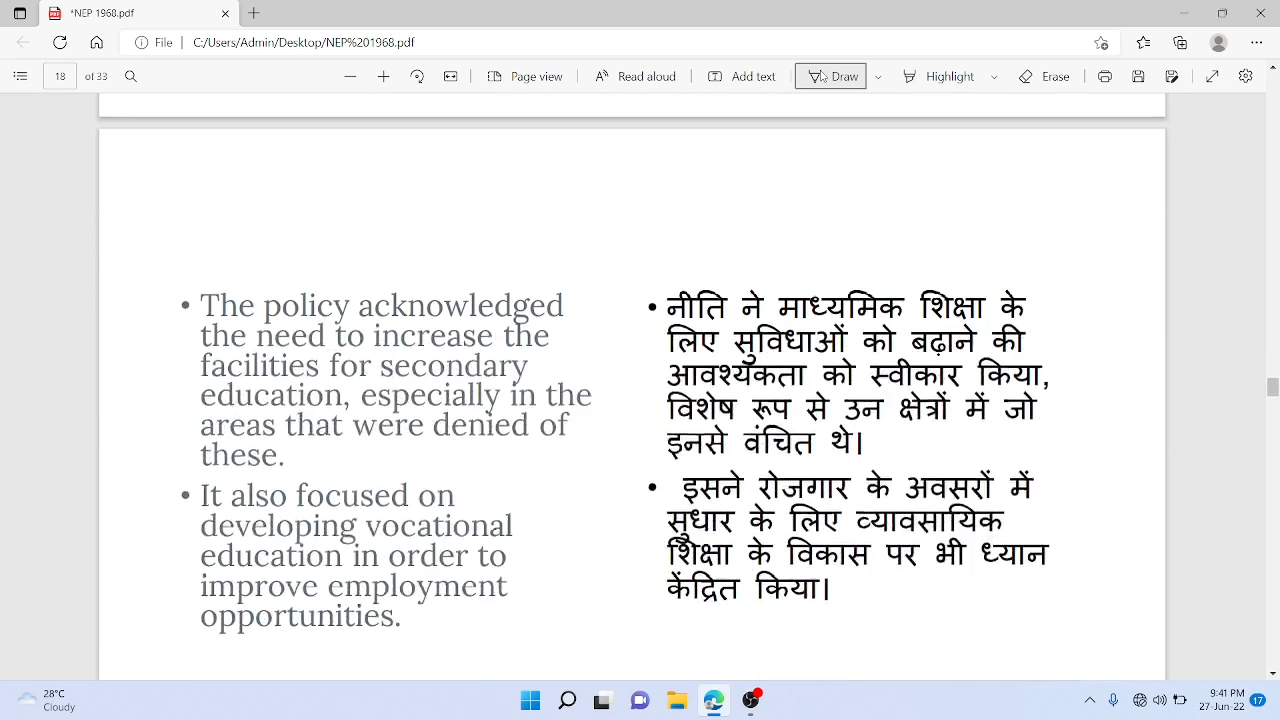 *NEP 1968.pdf
File
C:/Users/Admin/Desktop/NEP%201968.pdf
18 of 33
Page view
Read aloud
Add text
Draw
Highlight
Erase
• The policy acknowledged
the need to increase the
facilities for secondary
education, especially in the
areas that were denied of
these.
• It also focused on
developing vocational
education in order to
improve employment
opportunities.
• नीति ने माध्यमिक शिक्षा के
लिए सुविधाओं को बढ़ाने की
आवश्यकता को स्वीकार किया,
विशेष रूप से उन क्षेत्रों में जो
इनसे वंचित थे।
• इसने रोजगार के अवसरों में
सुधार के लिए व्यावसायिक
शिक्षा के विकास पर भी ध्यान
केंद्रित किया।
28°C
Cloudy
9:41 PM
27-Jun-22
17